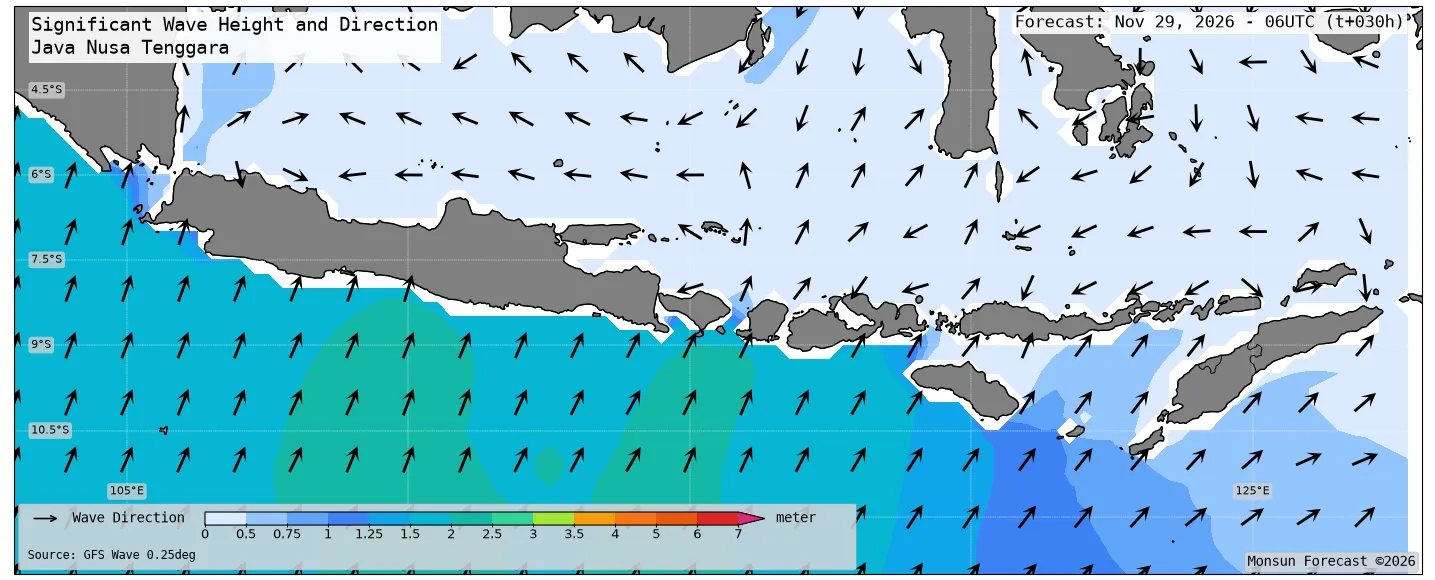 Significant Wave Height and Direction
Java Nusa Tenggara
Forecast: Nov 29, 2026 - 06UTC (t+030h)
4.5°S
6°S
7.5°S
9°S
10.5°S
105°E
125°E
Wave Direction
0 0.5 0.75 1 1.25 1.5 2 2.5 3 3.5 4 5 6 7
meter
Source: GFS Wave 0.25deg
Monsun Forecast ©2026